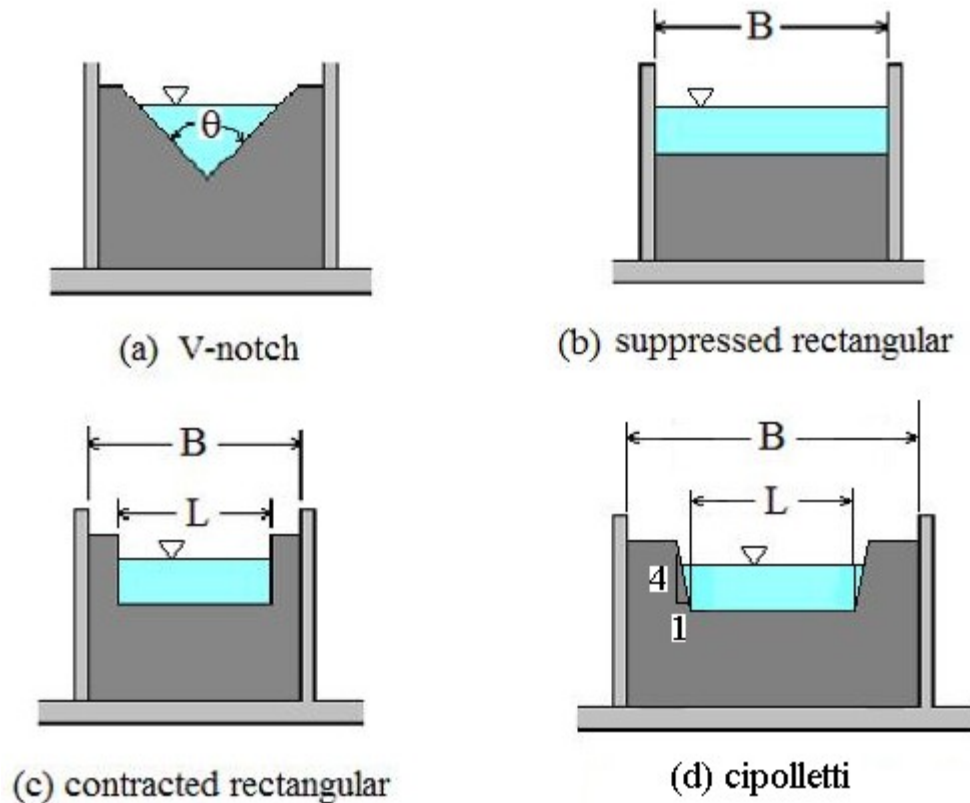 θ
(a) V-notch
B
(b) suppressed rectangular
B
L
(c) contracted rectangular
B
L
4
1
(d) cipolletti